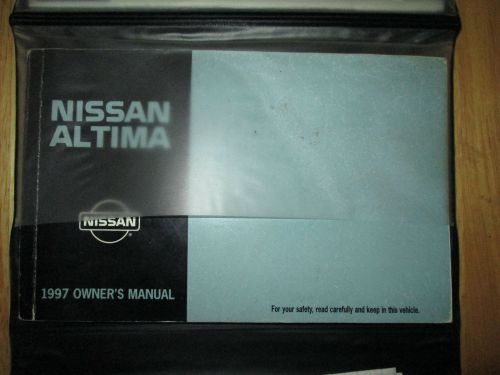 NISSAN
ALTIMA
NISSAN
1997 OWNER'S MANUAL
For your safety, read carefully and keep in this vehicle.